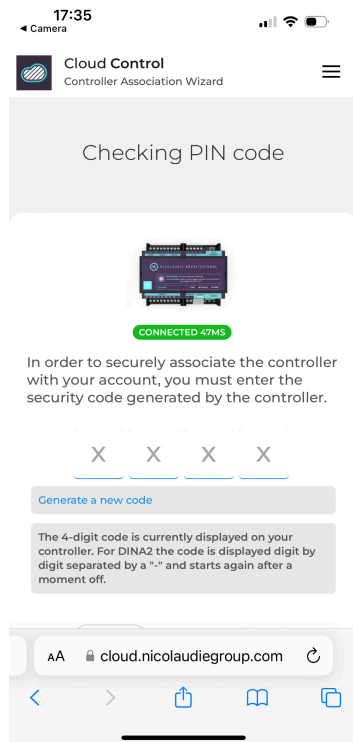 17:35
◀ Camera
Cloud Control
Controller Association Wizard
Checking PIN code
CONNECTED 47MS
In order to securely associate the controller
with your account, you must enter the
security code generated by the controller.
X X X X
Generate a new code
The 4-digit code is currently displayed on your
controller. For DINA2 the code is displayed digit by
digit separated by a "-" and starts again after a
moment off.
AA cloud.nicolaudiegroup.com